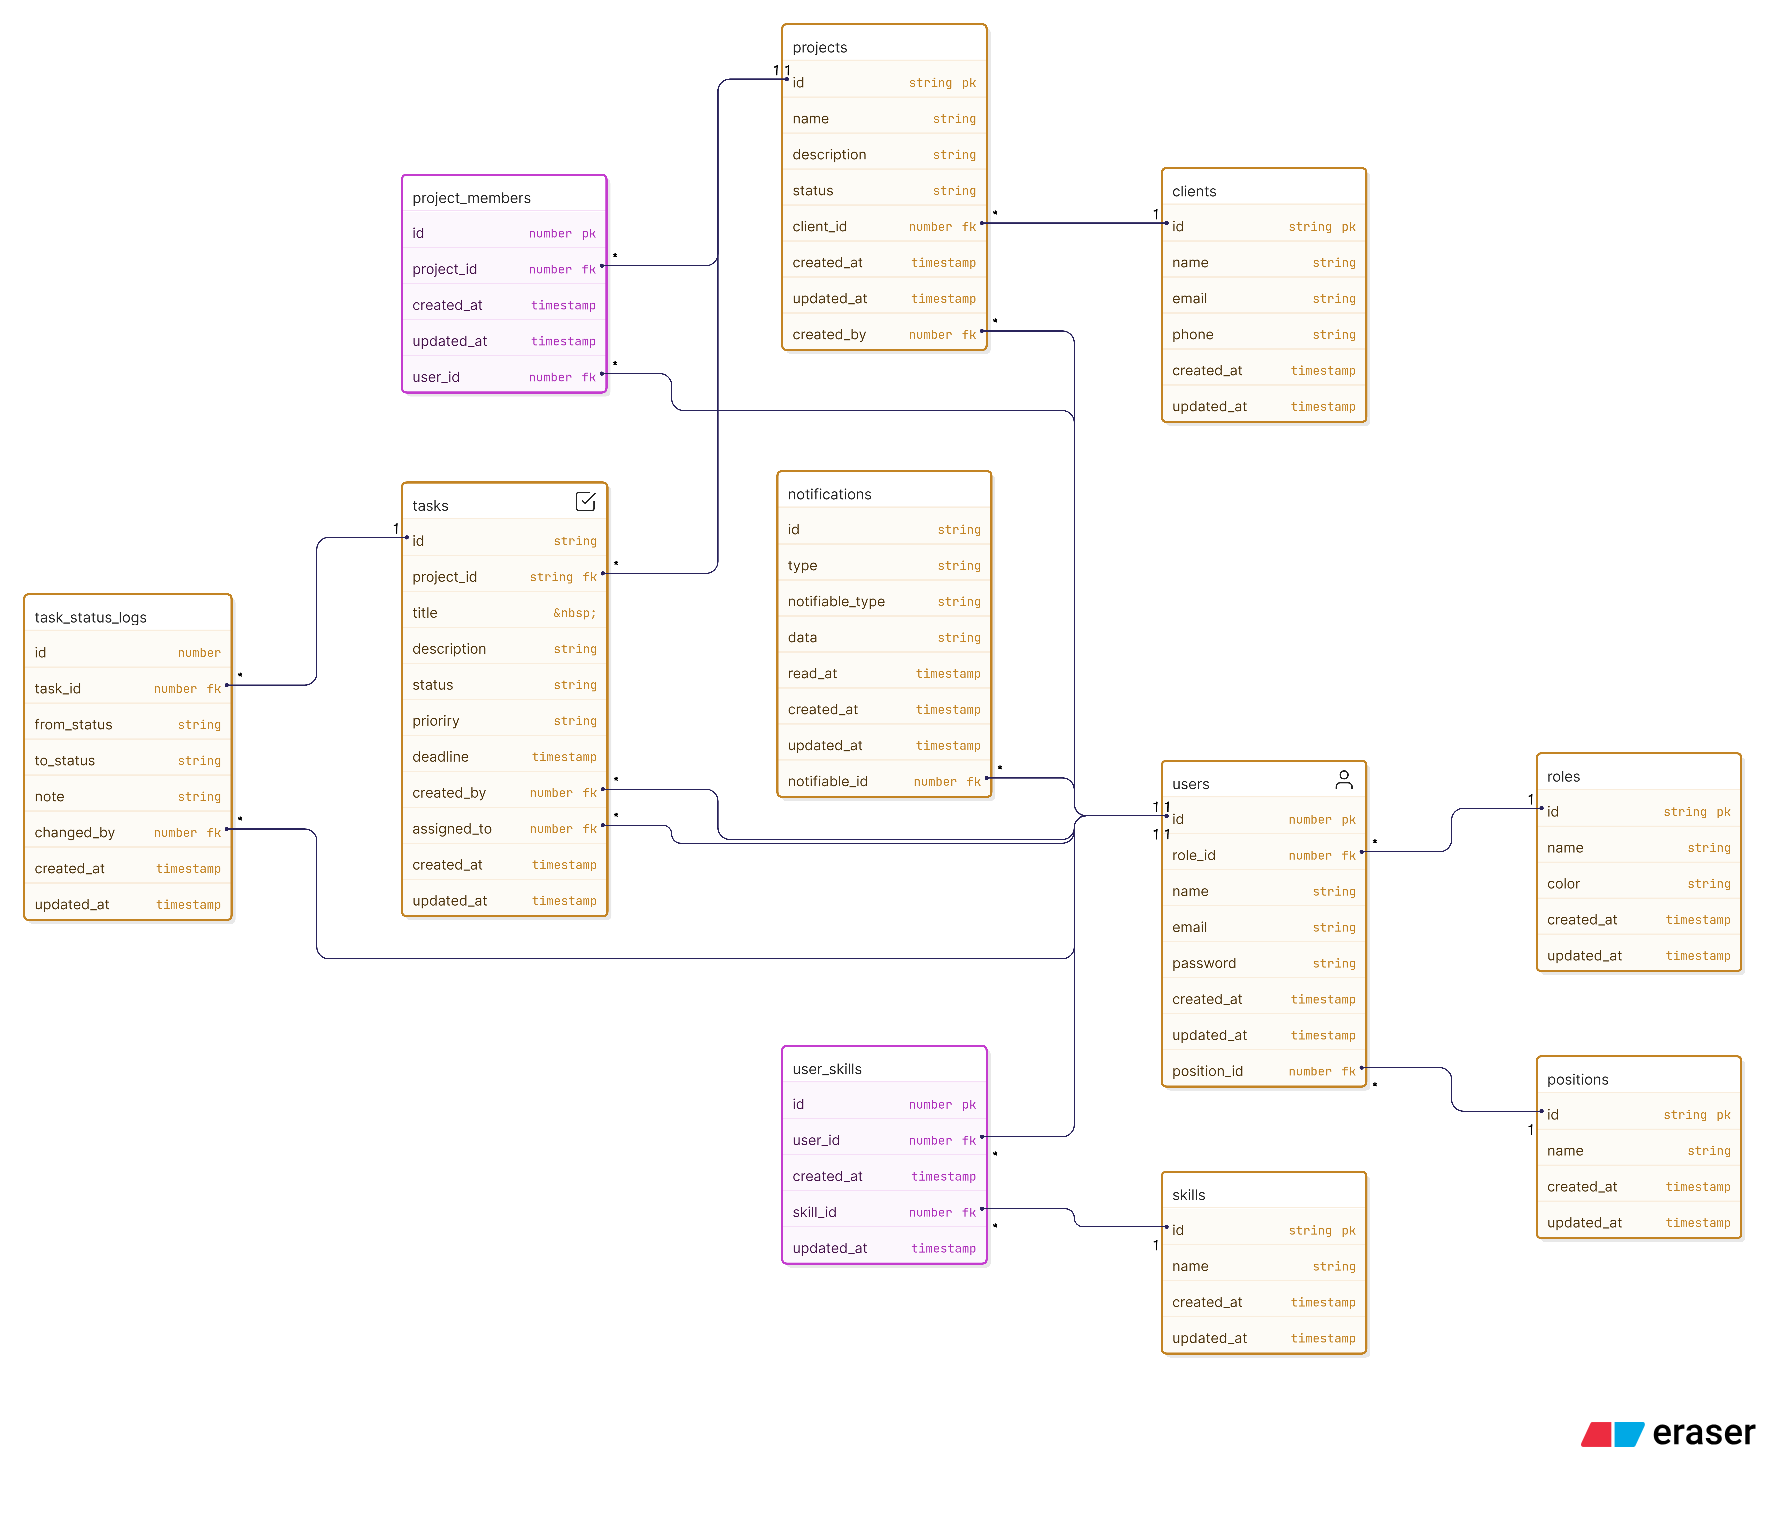 projects
id string pk
name string
description string
status string
client_id number fk
created_at timestamp
updated_at timestamp
created_by number fk
1 1
*
*
clients
id string pk
name string
email string
phone string
created_at timestamp
updated_at timestamp
1
project_members
id number pk
project_id number fk
created_at timestamp
updated_at timestamp
user_id number fk
*
*
tasks
id string
project_id string fk
title &nbsp;
description string
status string
prioriry string
deadline timestamp
created_by number fk
assigned_to number fk
created_at timestamp
updated_at timestamp
1
*
*
*
notifications
id string
type string
notifiable_type string
data string
read_at timestamp
created_at timestamp
updated_at timestamp
notifiable_id number fk
*
task_status_logs
id number
task_id number fk
from_status string
to_status string
note string
changed_by number fk
created_at timestamp
updated_at timestamp
*
*
users
id number pk
role_id number fk
name string
email string
password string
created_at timestamp
updated_at timestamp
position_id number fk
1 1
1 1
*
*
roles
id string pk
name string
color string
created_at timestamp
updated_at timestamp
1
user_skills
id number pk
user_id number fk
created_at timestamp
skill_id number fk
updated_at timestamp
*
*
positions
id string pk
name string
created_at timestamp
updated_at timestamp
1
skills
id string pk
name string
created_at timestamp
updated_at timestamp
1
eraser